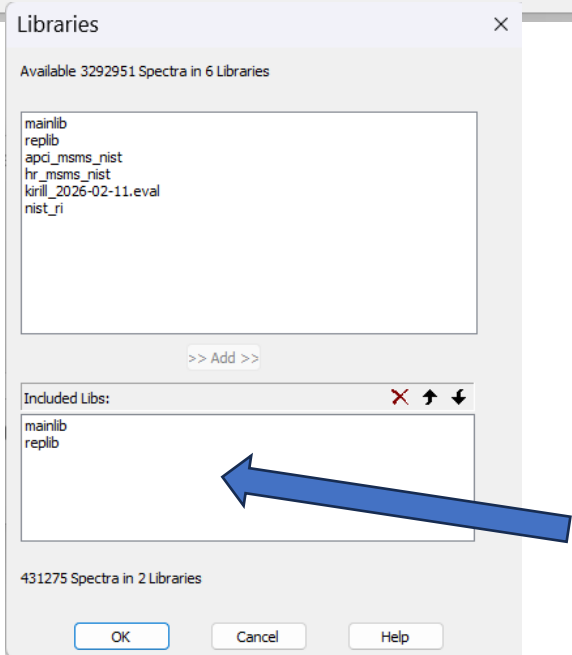 Libraries
Available 3292951 Spectra in 6 Libraries
mainlib
replib
apci_msms_nist
hr_msms_nist
kirill_2026-02-11.eval
nist_ri
>> Add >>
Included Libs:
mainlib
replib
431275 Spectra in 2 Libraries
OK Cancel Help